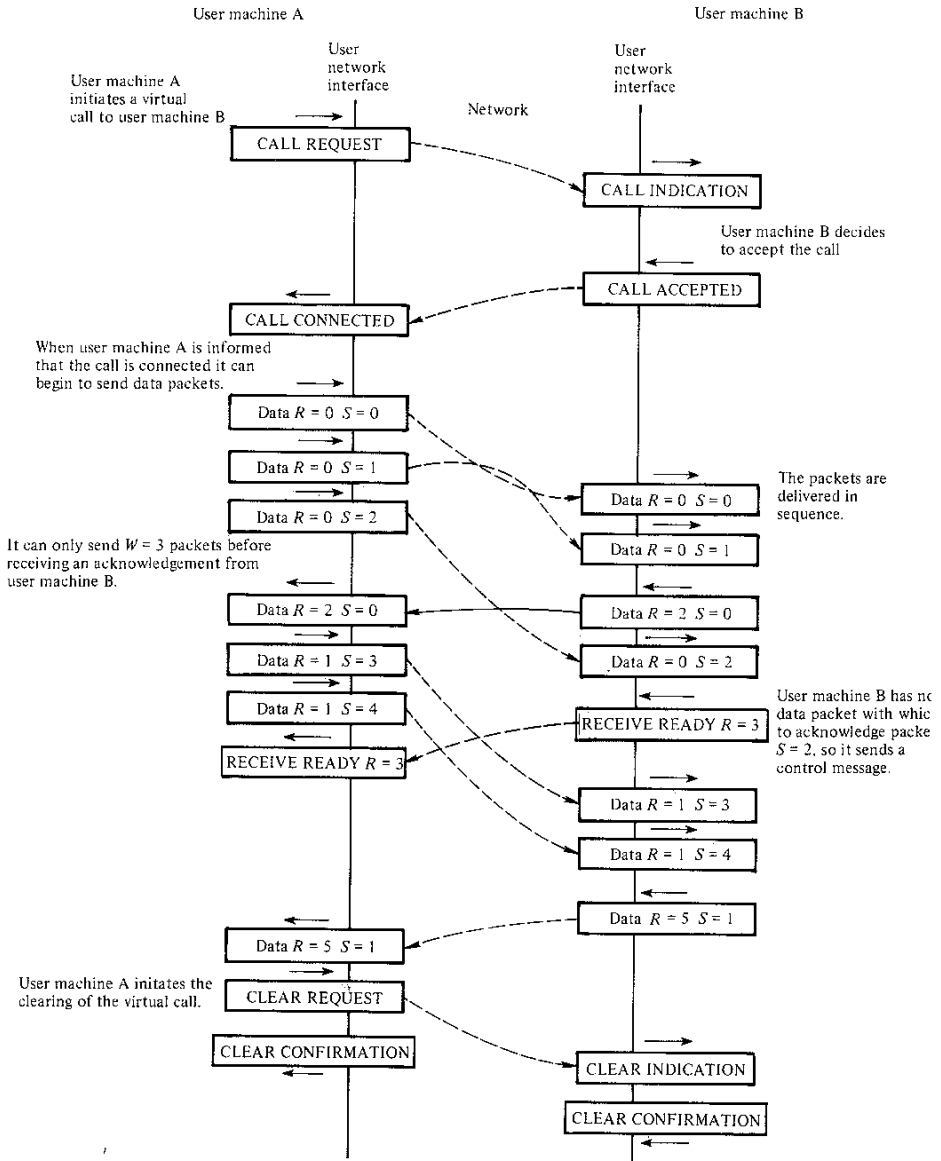 User machine A
User machine B
User
network
interface
User
network
interface
User machine A
initiates a virtual
call to user machine B
Network
CALL REQUEST
CALL INDICATION
User machine B decides
to accept the call
CALL ACCEPTED
CALL CONNECTED
When user machine A is informed
that the call is connected it can
begin to send data packets.
Data R = 0 S = 0
Data R = 0 S = 1
Data R = 0 S = 2
The packets are
delivered in
sequence.
Data R = 0 S = 0
Data R = 0 S = 1
It can only send W = 3 packets before
receiving an acknowledgement from
user machine B.
Data R = 2 S = 0
Data R = 2 S = 0
Data R = 1 S = 3
Data R = 0 S = 2
Data R = 1 S = 4
User machine B has no
data packet with whic
to acknowledge packe
S = 2, so it sends a
control message.
RECEIVE READY R = 3
RECEIVE READY R = 3
Data R = 1 S = 3
Data R = 1 S = 4
Data R = 5 S = 1
Data R = 5 S = 1
User machine A initates the
clearing of the virtual call.
CLEAR REQUEST
CLEAR CONFIRMATION
CLEAR INDICATION
CLEAR CONFIRMATION